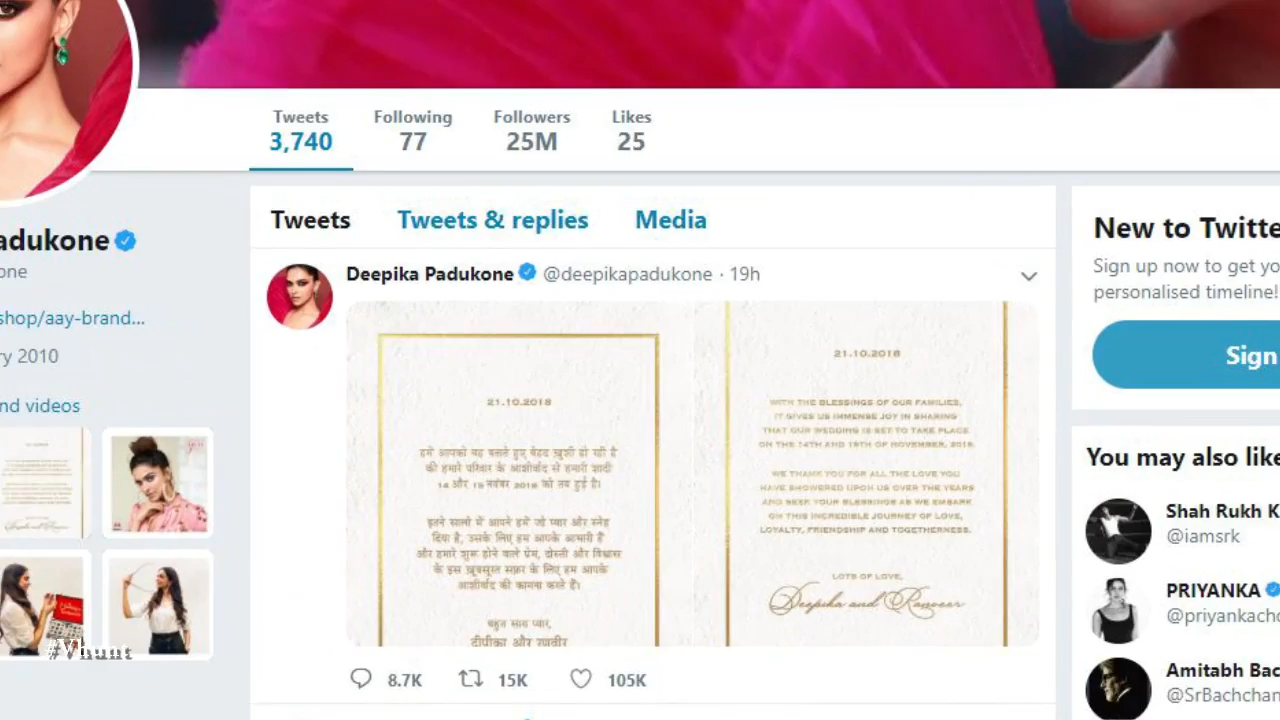 Tweets
3,740
Following
77
Followers
25M
Likes
25
adukone
one
shop/aay-brand...
ry 2010
nd videos
Tweets Tweets & replies Media
Deepika Padukone @deepikapadukone · 19h
21.10.2018
हमें आपको यह बताते हुए बेहद ख़ुशी हो रही है
की हमारे परिवार के आशीर्वाद से हमारी शादी
14 और 15 नवंबर 2018 को तय हुई है।
इतने सालों में आपने हमें जो प्यार और स्नेह
दिया है, उसके लिए हम आपके आभारी हैं
और हमारे शुरू होने वाले प्रेम, दोस्ती और विश्वास
के इस ख़ूबसूरत सफ़र के लिए हम आपके
आशीर्वाद की कामना करते हैं।
बहुत सारा प्यार,
दीपीका और रणवीर
21.10.2018
WITH THE BLESSINGS OF OUR FAMILIES,
IT GIVES US IMMENSE JOY IN SHARING
THAT OUR WEDDING IS SET TO TAKE PLACE
ON THE 14TH AND 15TH OF NOVEMBER, 2018.
WE THANK YOU FOR ALL THE LOVE YOU
HAVE SHOWERED UPON US OVER THE YEARS
AND SEEK YOUR BLESSINGS AS WE EMBARK
ON THIS INCREDIBLE JOURNEY OF LOVE,
LOYALTY, FRIENDSHIP AND TOGETHERNESS.
LOTS OF LOVE,
Deepika and Ranveer
8.7K 15K 105K
New to Twitte
Sign up now to get yo
personalised timeline!
Sign
You may also like
Shah Rukh K
@iamsrk
PRIYANKA
@priyankacho
Amitabh Bac
@SrBachchan
#Vhunt